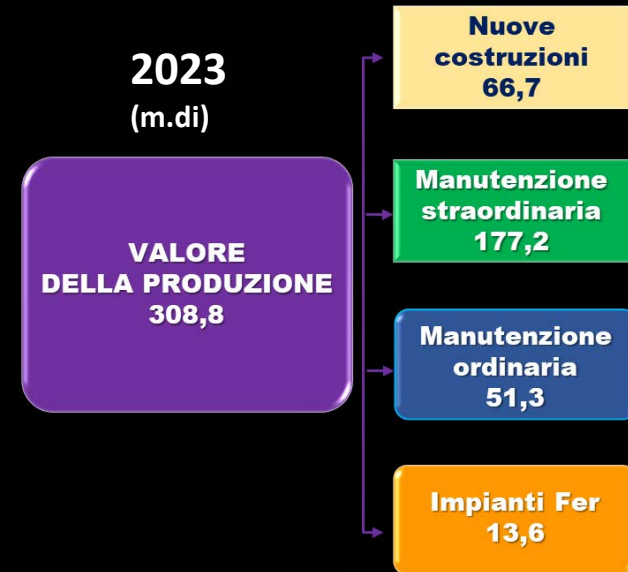 2023
(m.di)
VALORE
DELLA PRODUZIONE
308,8
Nuove
costruzioni
66,7
Manutenzione
straordinaria
177,2
Manutenzione
ordinaria
51,3
Impianti Fer
13,6